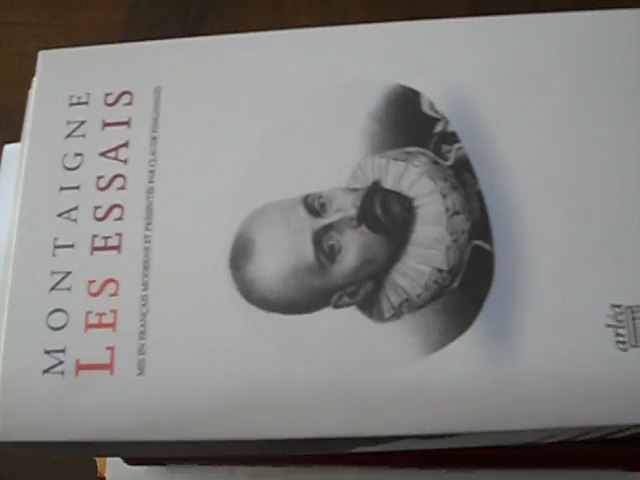 MONTAIGNE
LES ESSAIS
MIS EN FRANÇAIS MODERNE ET PRÉSENTÉS PAR CLAUDE PINGANAUD
arléa